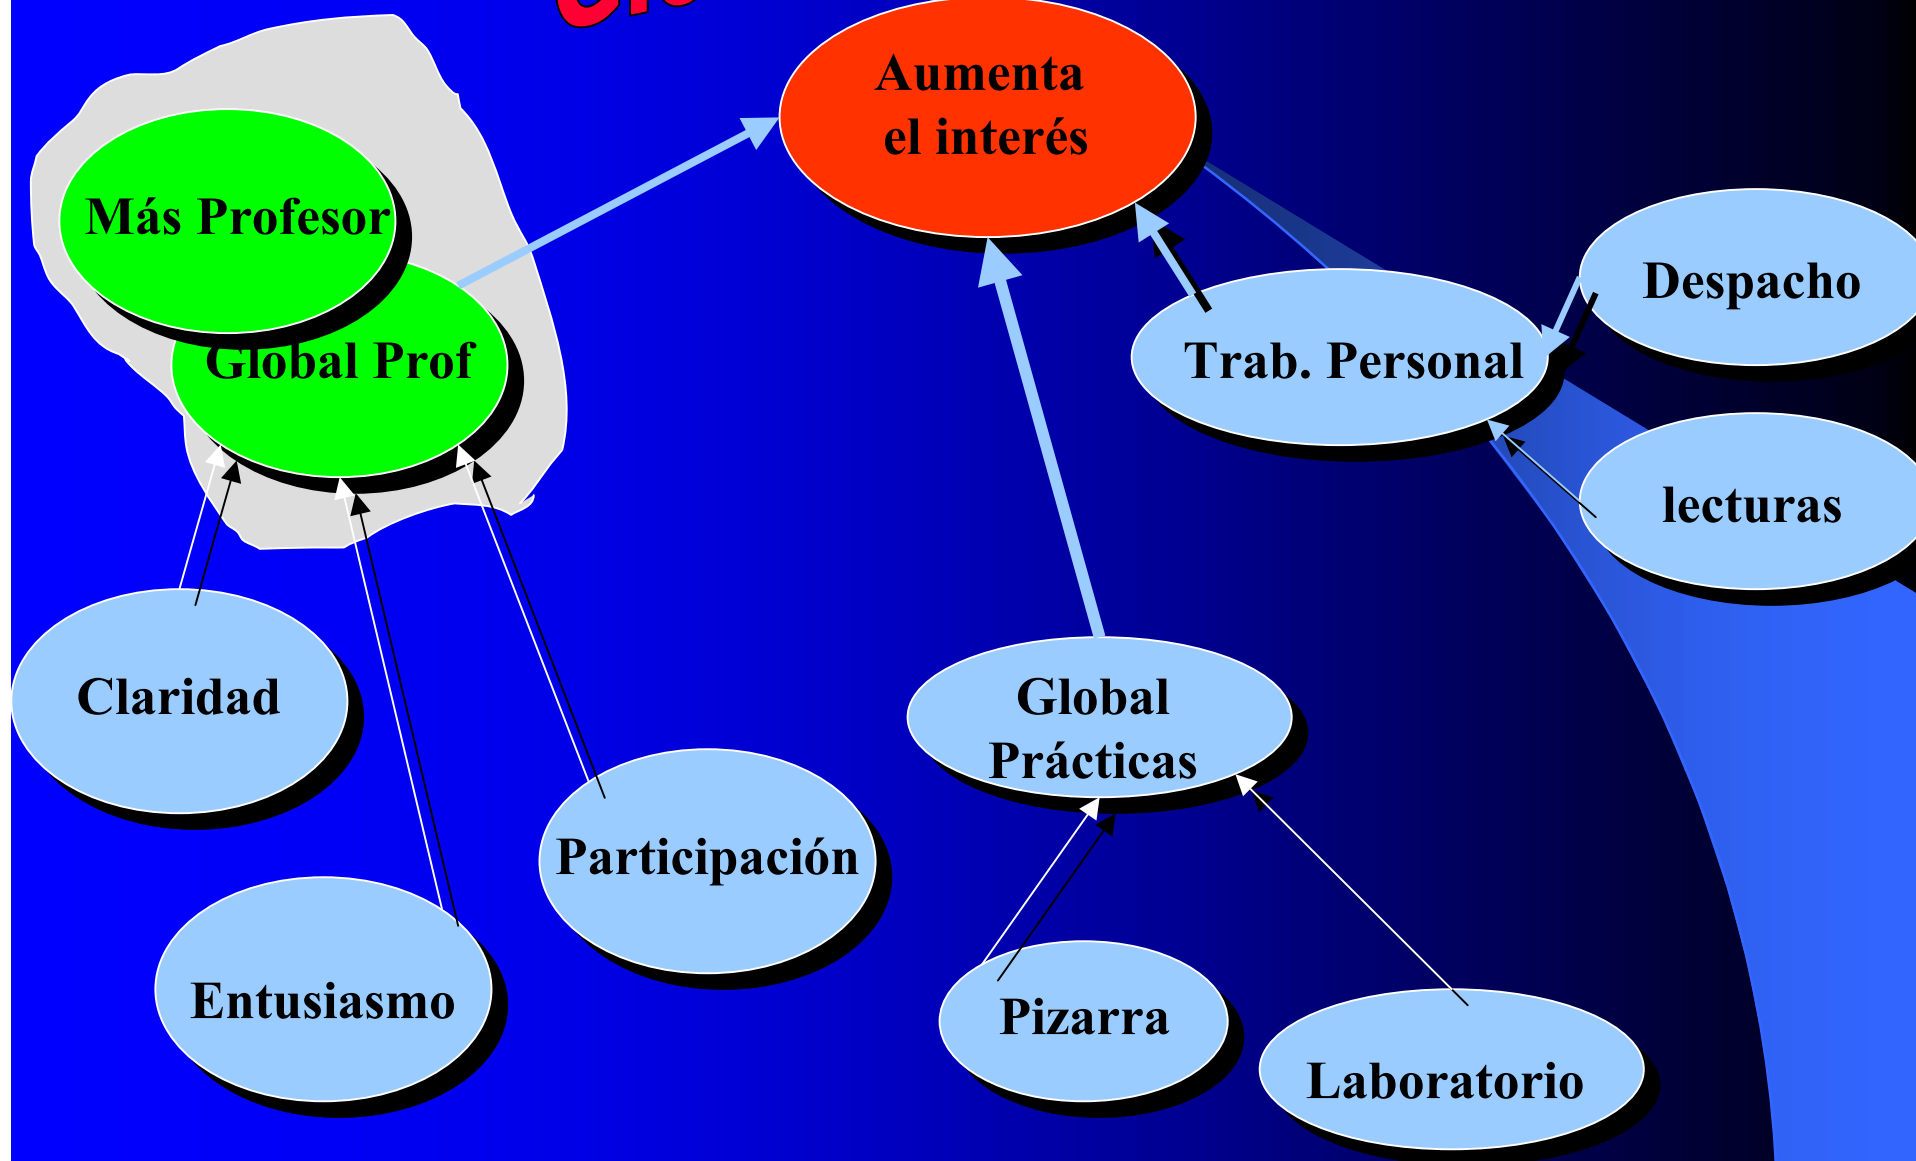 Aumenta
el interés
Más Profesor
Despacho
Global Prof
Trab. Personal
lecturas
Claridad
Global
Prácticas
Participación
Entusiasmo
Pizarra
Laboratorio